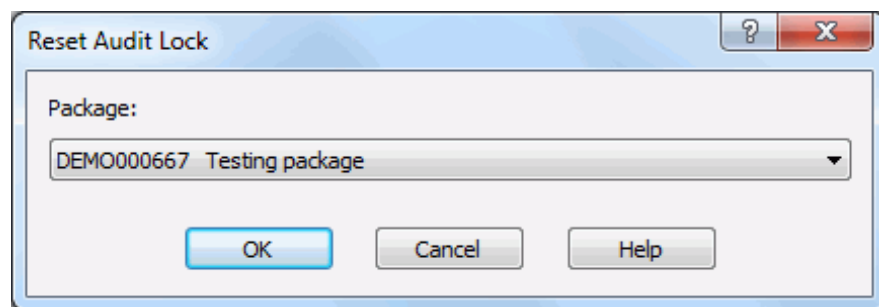 Reset Audit Lock
?
X
Package:
DEMO000667 Testing package
OK Cancel Help